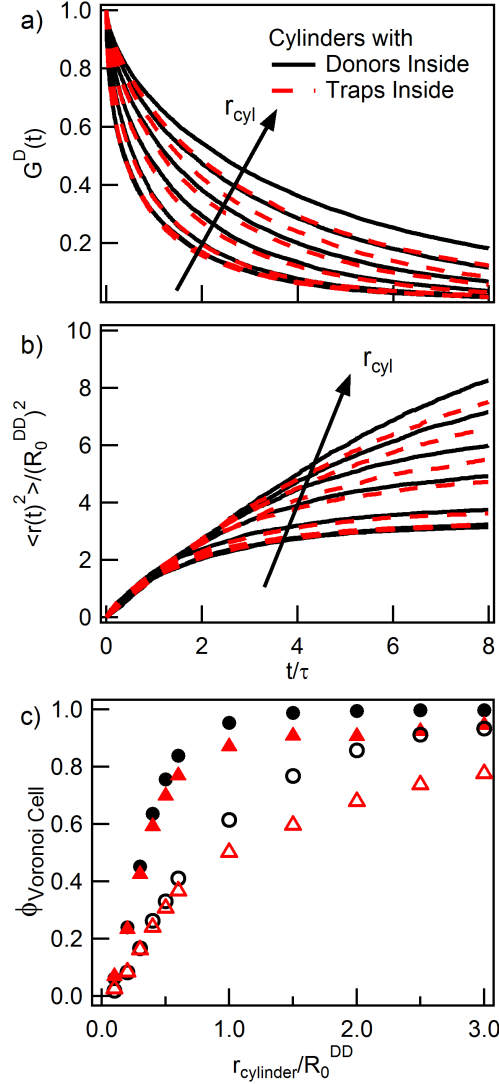 a)
Cylinders with
Donors Inside
Traps Inside
r_cyl
G^D(t)
1.0
0.8
0.6
0.4
0.2
b)
r_cyl
<r(t)^2>/(R_0^DD)^2
10
8
6
4
2
0
0 2 4 6 8
t/τ
c)
ϕ_Voronoi Cell
1.0
0.8
0.6
0.4
0.2
0.0
0.0 1.0 2.0 3.0
r_cylinder/R_0^DD